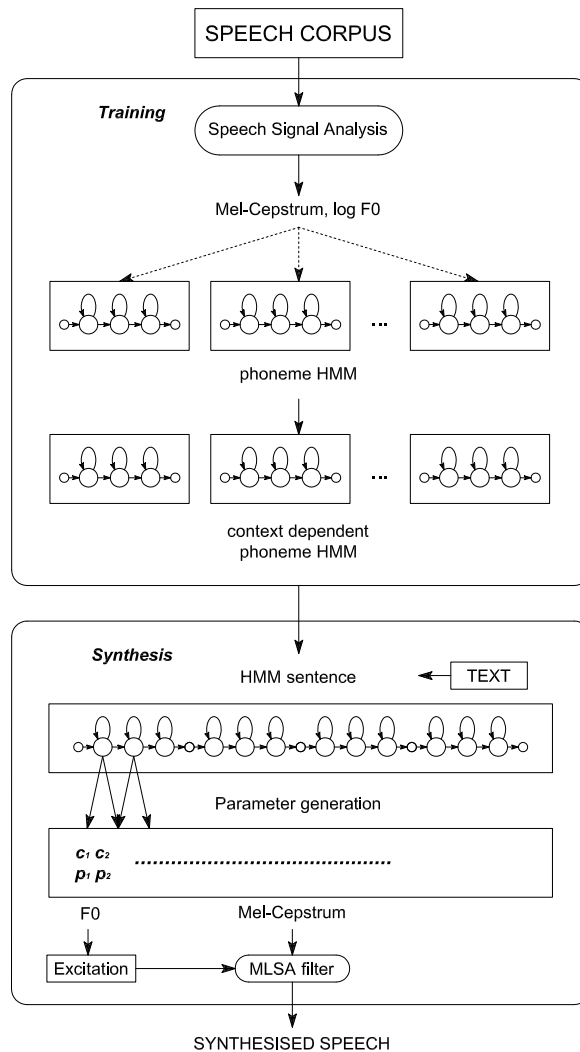 SPEECH CORPUS
Training
Speech Signal Analysis
Mel-Cepstrum, log F0
...
phoneme HMM
...
context dependent
phoneme HMM
Synthesis
HMM sentence
TEXT
Parameter generation
c₁ c₂
p₁ p₂
F0
Mel-Cepstrum
Excitation
MLSA filter
SYNTHESISED SPEECH